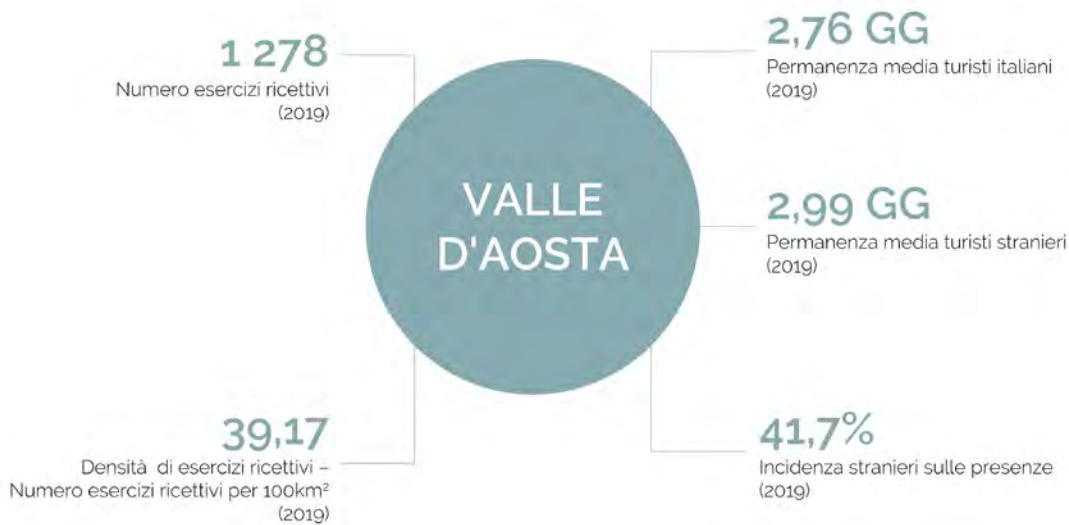 1 278
Numero esercizi ricettivi
(2019)
2,76 GG
Permanenza media turisti italiani
(2019)
VALLE
D'AOSTA
2,99 GG
Permanenza media turisti stranieri
(2019)
39,17
Densità di esercizi ricettivi –
Numero esercizi ricettivi per 100km²
(2019)
41,7%
Incidenza stranieri sulle presenze
(2019)